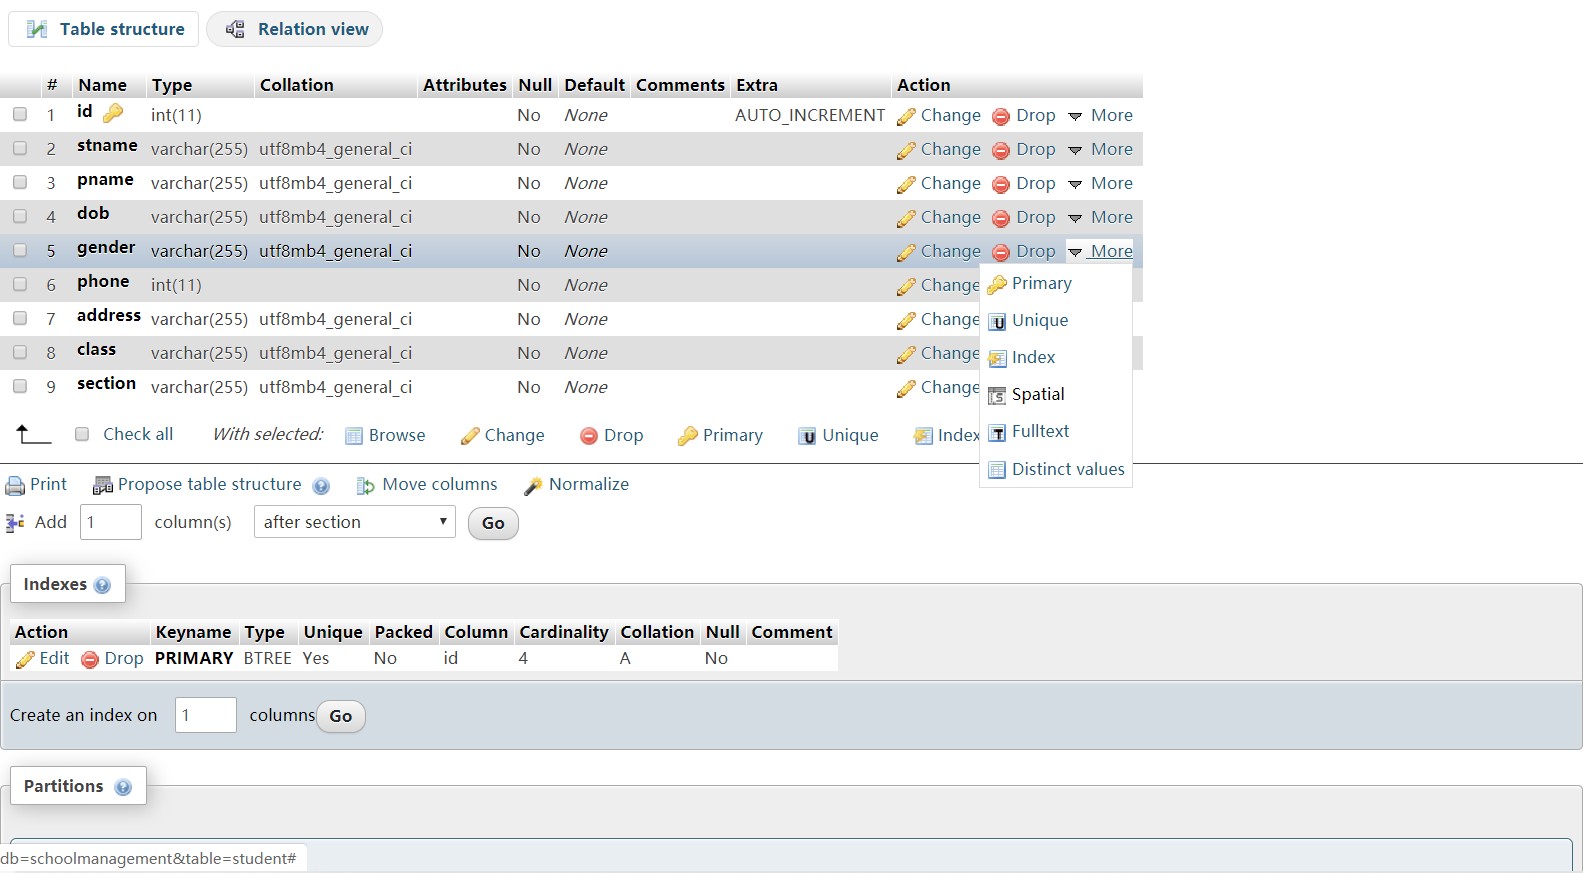 Table structure Relation view
# Name Type Collation Attributes Null Default Comments Extra Action
1 id int(11) No None AUTO_INCREMENT Change Drop More
2 stname varchar(255) utf8mb4_general_ci No None Change Drop More
3 pname varchar(255) utf8mb4_general_ci No None Change Drop More
4 dob varchar(255) utf8mb4_general_ci No None Change Drop More
5 gender varchar(255) utf8mb4_general_ci No None Change Drop More
6 phone int(11) No None Change Primary
7 address varchar(255) utf8mb4_general_ci No None Change Unique
8 class varchar(255) utf8mb4_general_ci No None Change Index
9 section varchar(255) utf8mb4_general_ci No None Change Spatial
Check all With selected: Browse Change Drop Primary Unique Index Fulltext
Distinct values
Print Propose table structure Move columns Normalize
Add 1 column(s) after section Go
Indexes
Action Keyname Type Unique Packed Column Cardinality Collation Null Comment
Edit Drop PRIMARY BTREE Yes No id 4 A No
Create an index on 1 columns Go
Partitions
db=schoolmanagement&table=student#